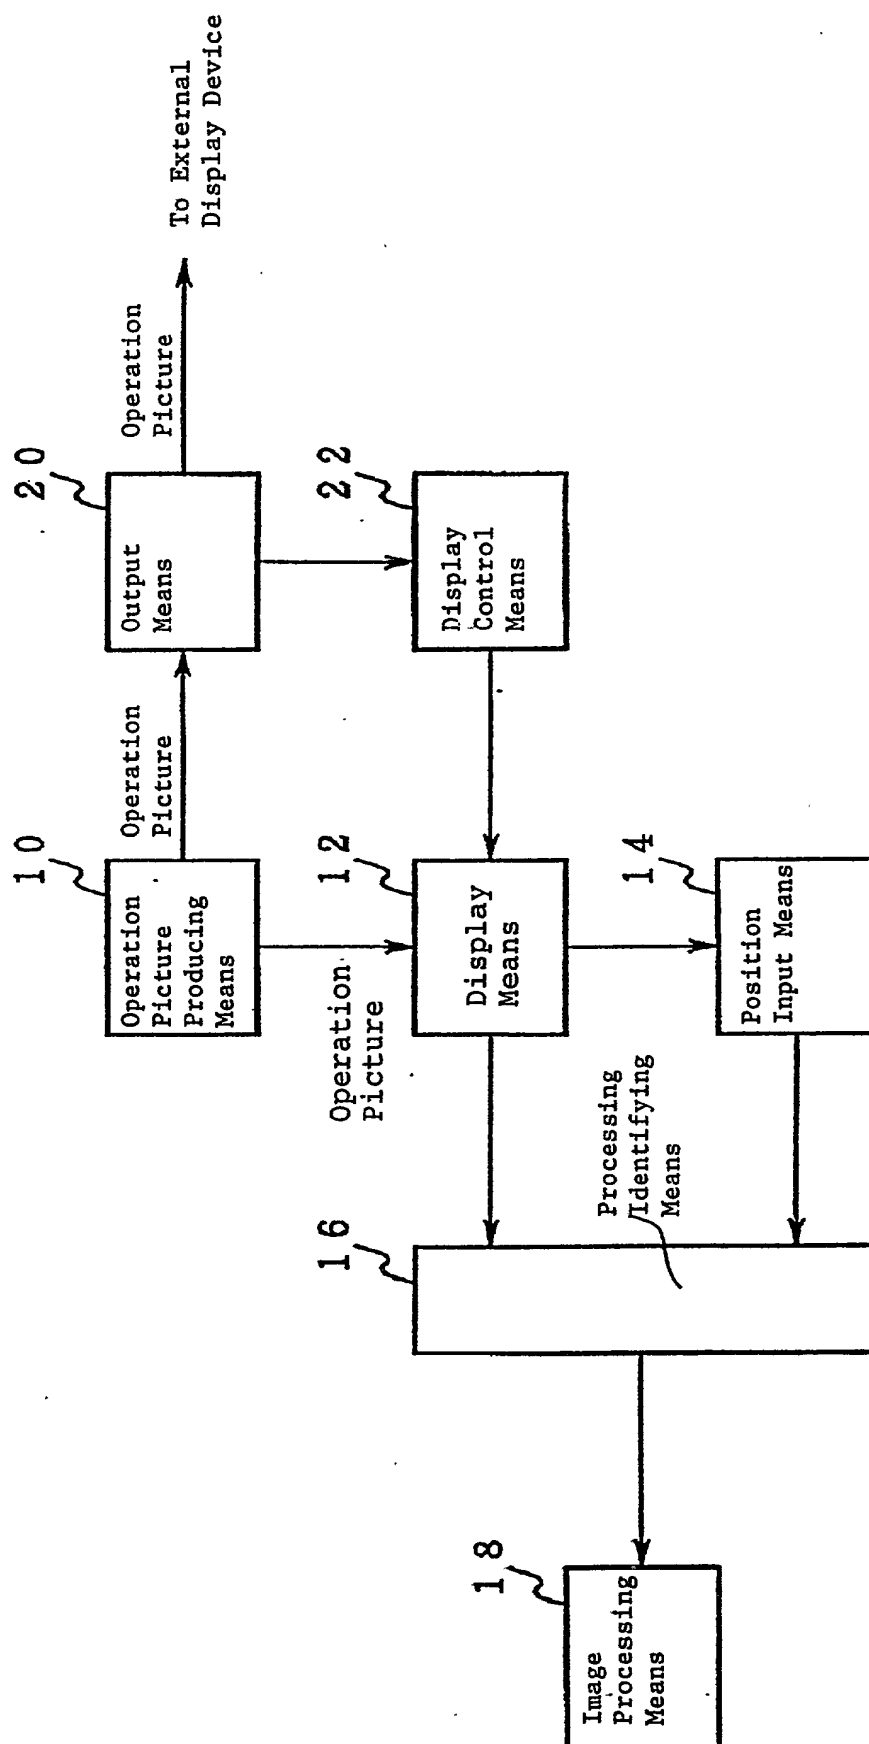 10
Operation
Picture
Producing
Means
Operation
Picture
20
Output
Means
Operation
Picture
To External
Display Device
Operation
Picture
12
Display
Means
22
Display
Control
Means
16
Processing
Identifying
Means
14
Position
Input Means
18
Image
Processing
Means